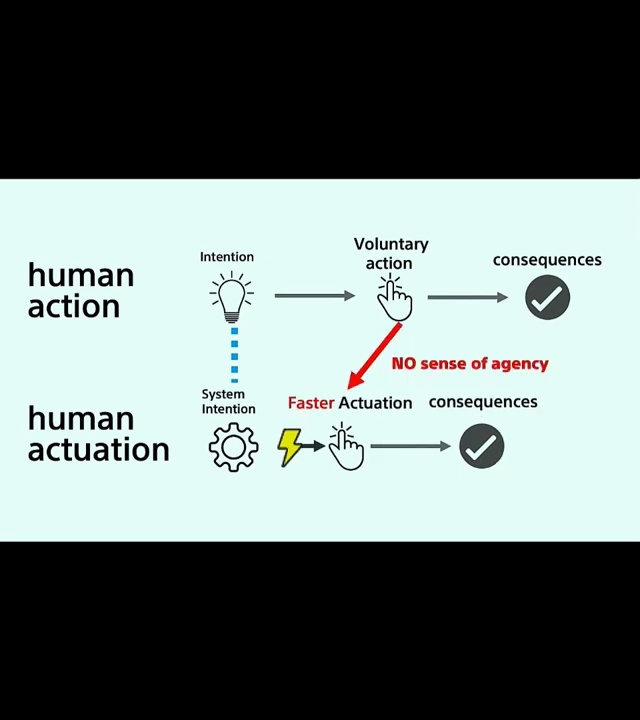 human
action
Intention
Voluntary
action
consequences
NO sense of agency
human
actuation
System
Intention
Faster Actuation
consequences